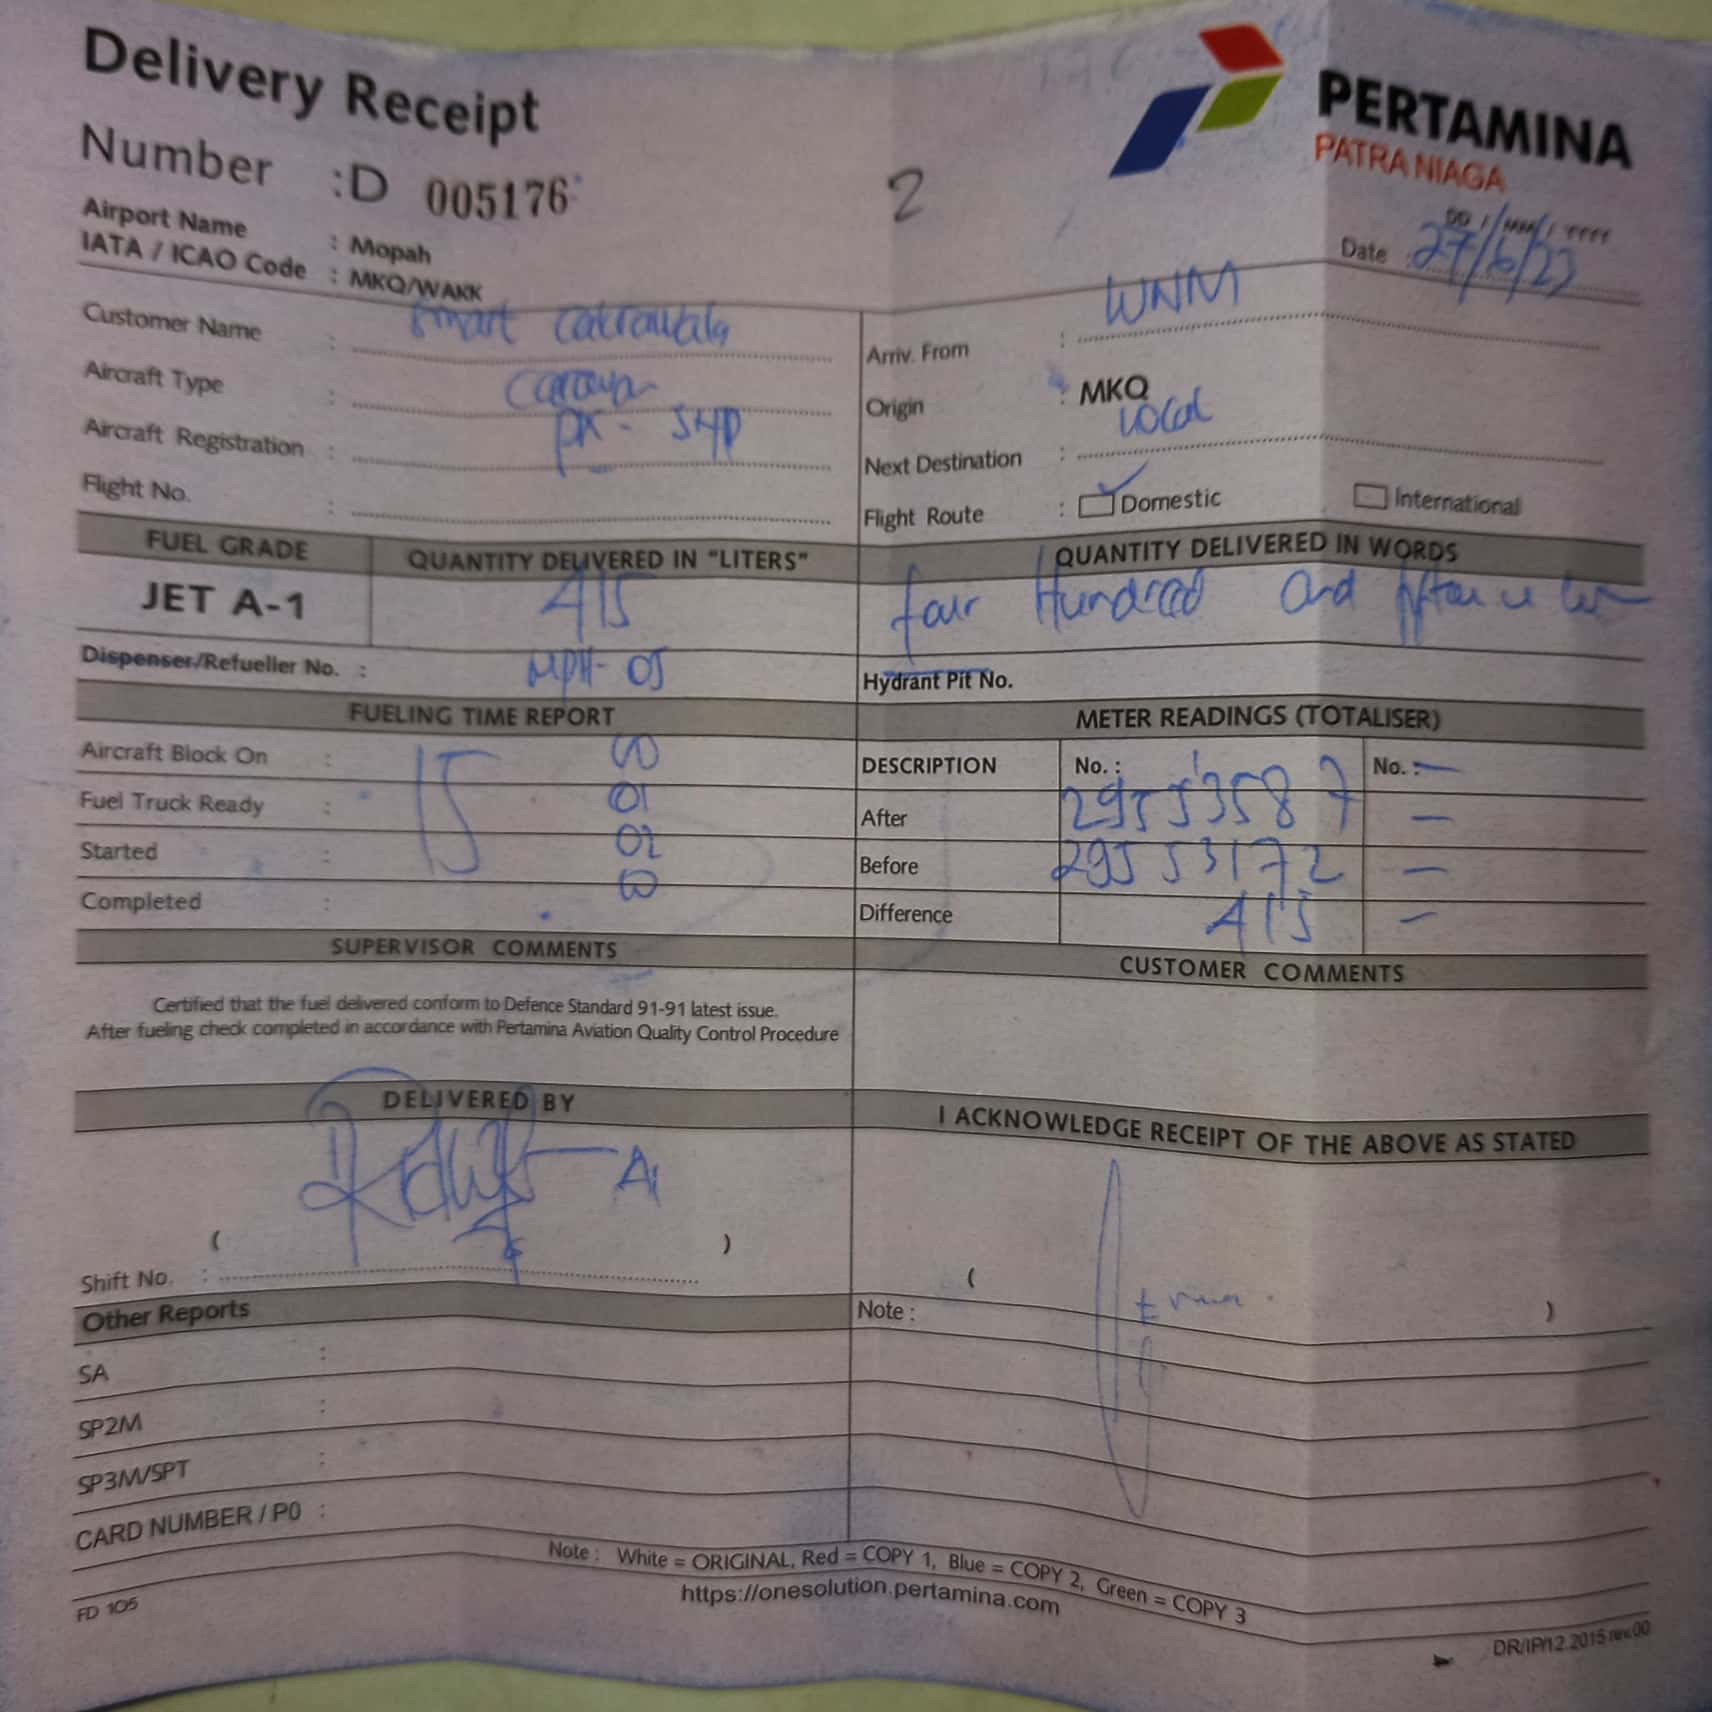 Delivery Receipt
PERTAMINA
PATRA NIAGA
Number : D 005176
2
DD / MM / YYYY
Date : 27/6/23
Airport Name : Mopah
IATA / ICAO Code : MKQ/WAKK
Customer Name : Smart Cakrawala
Arriv. From : WNM
Aircraft Type :
Origin : MKQ
Aircraft Registration : PK - SHP
Next Destination : Local
Flight No. :
Flight Route : Domestic International
FUEL GRADE QUANTITY DELIVERED IN "LITERS" QUANTITY DELIVERED IN WORDS
JET A-1 415 four Hundred and
Dispenser/Refueller No. : MPH-05 Hydrant Pit No.
FUELING TIME REPORT METER READINGS (TOTALISER)
Aircraft Block On : 15 00 DESCRIPTION No. : No. : —
Fuel Truck Ready : 01 After 29553587 —
Started : 02 Before 29553172 —
Completed : Difference 415 —
SUPERVISOR COMMENTS CUSTOMER COMMENTS
Certified that the fuel delivered conform to Defence Standard 91-91 latest issue.
After fueling check completed in accordance with Pertamina Aviation Quality Control Procedure
DELIVERED BY I ACKNOWLEDGE RECEIPT OF THE ABOVE AS STATED
( )
Shift No. : ( )
Other Reports Note :
SA :
SP2M :
SP3M/SPT :
CARD NUMBER / P0 :
Note : White = ORIGINAL, Red = COPY 1, Blue = COPY 2, Green = COPY 3
https://onesolution.pertamina.com
FD 105
DR/IP/12.2015 rev.00